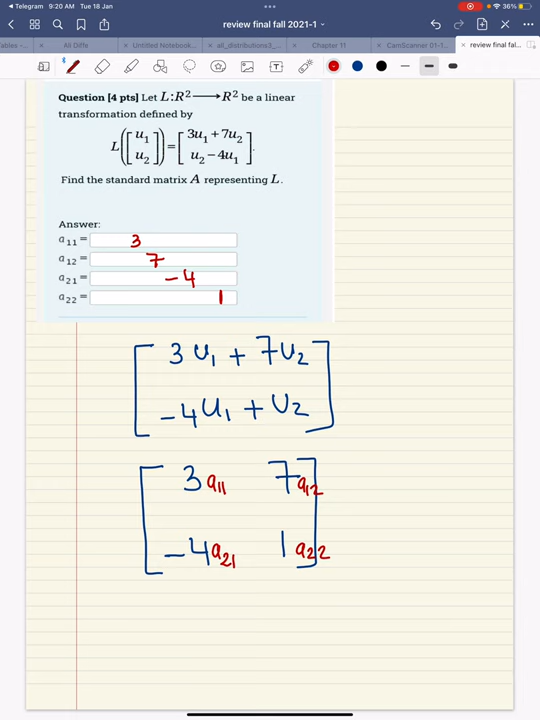 Telegram 9:20 AM Tue 18 Jan 36%
review final fall 2021-1
Tables - ... All Diffs Untitled Notebook... all_distributions3_... Chapter 11 CamScanner 01-1... review final fall...
Question [4 pts] Let L:R² ⟶ R² be a linear
transformation defined by
L([u₁ u₂]) = [3u₁ + 7u₂
u₂ − 4u₁].
Find the standard matrix A representing L.
Answer:
a₁₁ = 3
a₁₂ = 7
a₂₁ = −4
a₂₂ = 1
3u₁ + 7u₂
−4u₁ + u₂
3 a₁₁ 7 a₁₂
−4 a₂₁ 1 a₂₂